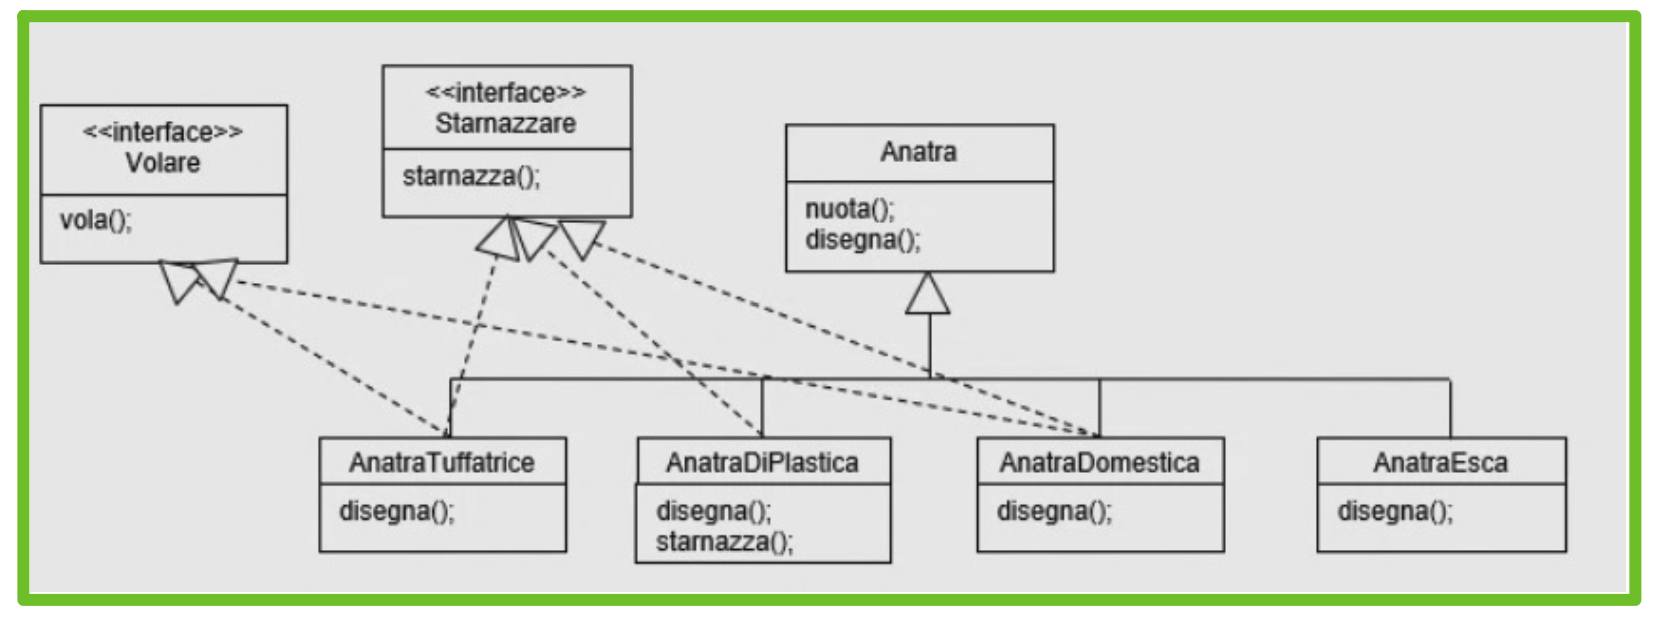 <<interface>>
Volare
vola();
<<interface>>
Starnazzare
starnazza();
Anatra
nuota();
disegna();
AnatraTuffatrice
disegna();
AnatraDiPlastica
disegna();
starnazza();
AnatraDomestica
disegna();
AnatraEsca
disegna();